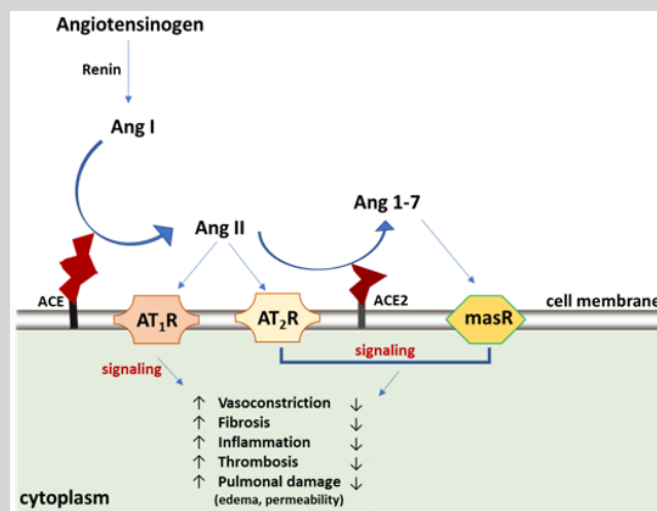 Angiotensinogen
Renin
Ang I
Ang II
Ang 1-7
ACE
ACE2
cell membrane
AT₁R
AT₂R
masR
signaling
signaling
↑ Vasoconstriction ↓
↑ Fibrosis ↓
↑ Inflammation ↓
↑ Thrombosis ↓
↑ Pulmonal damage ↓
(edema, permeability)
cytoplasm